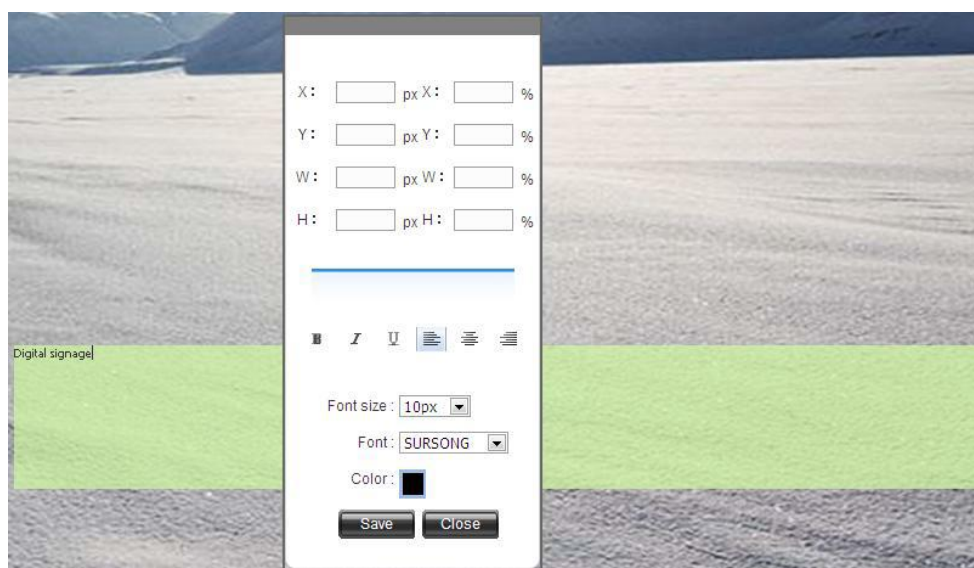 X: px X: %
Y: px Y: %
W: px W: %
H: px H: %
B I U
Digital signage
Font size : 10px
Font : SURSONG
Color :
Save Close